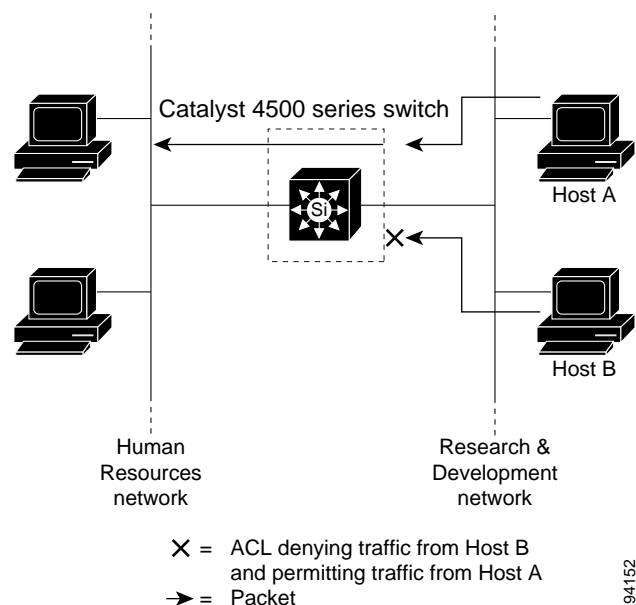 Catalyst 4500 series switch
Si
Host A
Host B
Human
Resources
network
Research &
Development
network
X = ACL denying traffic from Host B
and permitting traffic from Host A
= Packet
94152